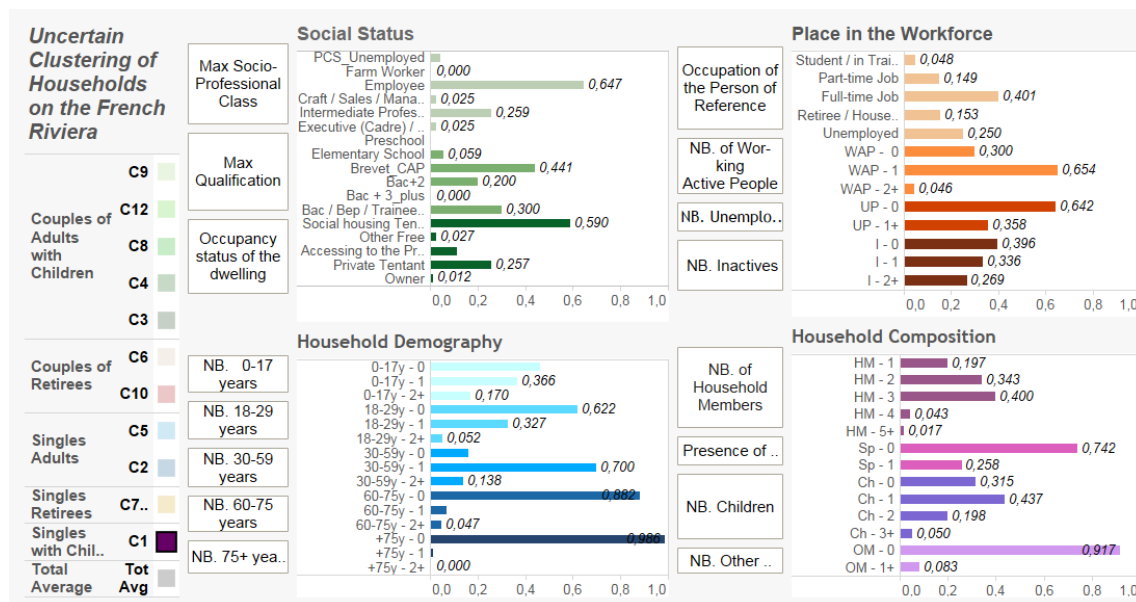 Uncertain
Clustering of
Households
on the French
Riviera
Couples of
Adults
with
Children
C9
C12
C8
C4
C3
Couples of
Retirees
C6
C10
Singles
Adults
C5
C2
Singles
Retirees
C7..
Singles
with Chil..
C1
Total
Average
Tot
Avg
Max Socio-
Professional
Class
Max
Qualification
Occupancy
status of the
dwelling
Social Status
PCS_Unemployed
Farm Worker 0,000
Employee 0,647
Craft / Sales / Mana.. 0,025
Intermediate Profes.. 0,259
Executive (Cadre) / .. 0,025
Preschool
Elementary School 0,059
Brevet_CAP 0,441
Bac+2 0,200
Bac + 3_plus 0,000
Bac / Bep / Trainee.. 0,300
Social housing Ten.. 0,590
Other Free 0,027
Accessing to the Pr..
Private Tentant 0,257
Owner 0,012
0,0 0,2 0,4 0,6 0,8 1,0
Occupation of
the Person of
Reference
NB. of Wor-
king
Active People
NB. Unemplo..
NB. Inactives
Place in the Workforce
Student / in Trai.. 0,048
Part-time Job 0,149
Full-time Job 0,401
Retiree / House.. 0,153
Unemployed 0,250
WAP - 0 0,300
WAP - 1 0,654
WAP - 2+ 0,046
UP - 0 0,642
UP - 1+ 0,358
I - 0 0,396
I - 1 0,336
I - 2+ 0,269
0,0 0,2 0,4 0,6 0,8 1,0
NB. 0-17
years
NB. 18-29
years
NB. 30-59
years
NB. 60-75
years
NB. 75+ yea..
Household Demography
0-17y - 0
0-17y - 1 0,366
0-17y - 2+ 0,170
18-29y - 0 0,622
18-29y - 1 0,327
18-29y - 2+ 0,052
30-59y - 0
30-59y - 1 0,700
30-59y - 2+ 0,138
60-75y - 0 0,882
60-75y - 1
60-75y - 2+ 0,047
+75y - 0 0,986
+75y - 1
+75y - 2+ 0,000
0,0 0,2 0,4 0,6 0,8 1,0
NB. of
Household
Members
Presence of ..
NB. Children
NB. Other ..
Household Composition
HM - 1 0,197
HM - 2 0,343
HM - 3 0,400
HM - 4 0,043
HM - 5+ 0,017
Sp - 0 0,742
Sp - 1 0,258
Ch - 0 0,315
Ch - 1 0,437
Ch - 2 0,198
Ch - 3+ 0,050
OM - 0 0,917
OM - 1+ 0,083
0,0 0,2 0,4 0,6 0,8 1,0